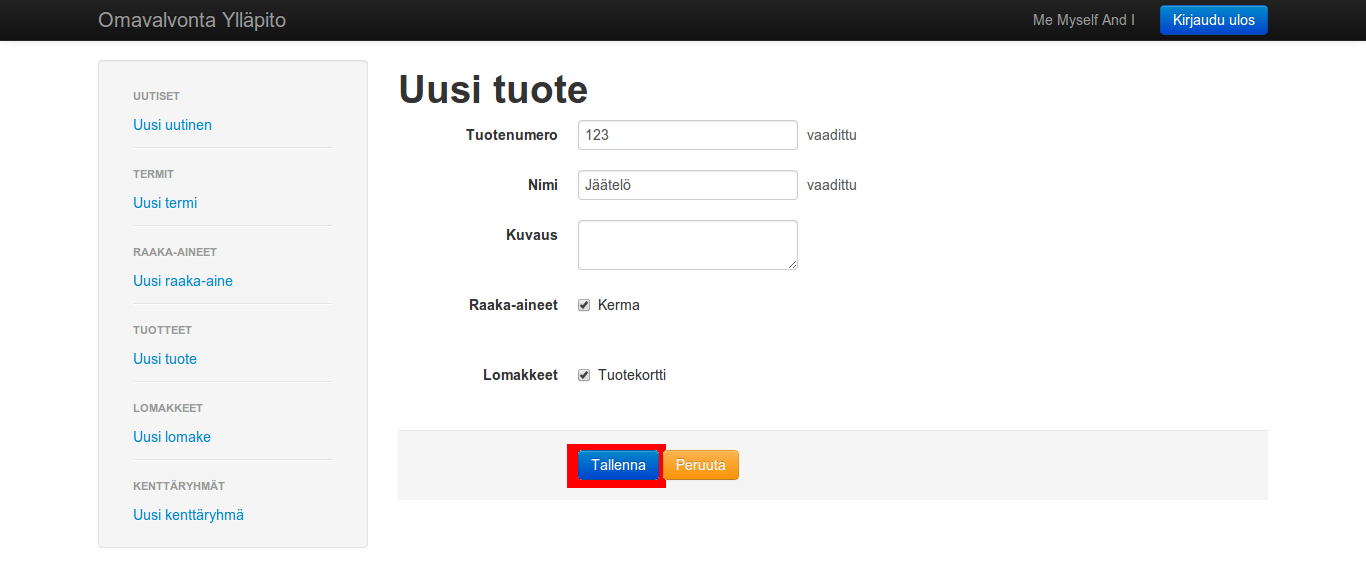 Omavalvonta Ylläpito
Me Myself And I
Kirjaudu ulos
UUTISET
Uusi uutinen
TERMIT
Uusi termi
RAAKA-AINEET
Uusi raaka-aine
TUOTTEET
Uusi tuote
LOMAKKEET
Uusi lomake
KENTTÄRYHMÄT
Uusi kenttäryhmä
Uusi tuote
Tuotenumero 123 vaadittu
Nimi Jäätelö vaadittu
Kuvaus
Raaka-aineet Kerma
Lomakkeet Tuotekortti
Tallenna Peruuta